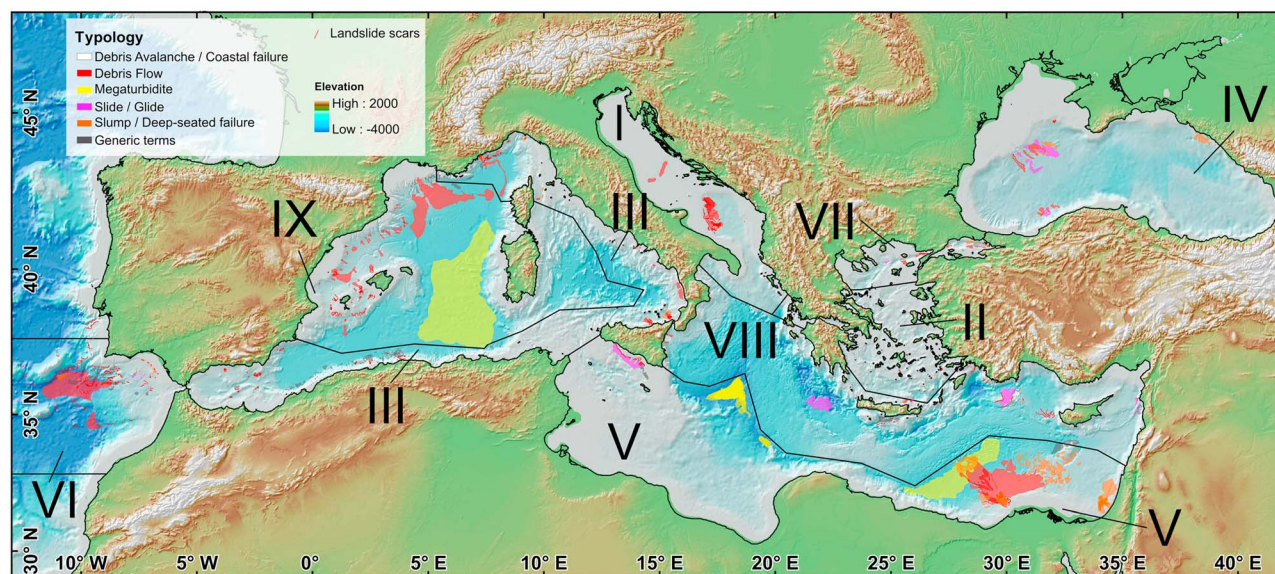 Typology
Debris Avalanche / Coastal failure
Debris Flow
Megaturbidite
Slide / Glide
Slump / Deep-seated failure
Generic terms
Landslide scars
Elevation
High : 2000
Low : -4000
45° N
40° N
35° N
30° N
I
IV
III
VII
IX
II
VIII
III
V
VI
V
10° W
5° W
0°
5° E
10° E
15° E
20° E
25° E
30° E
35° E
40° E